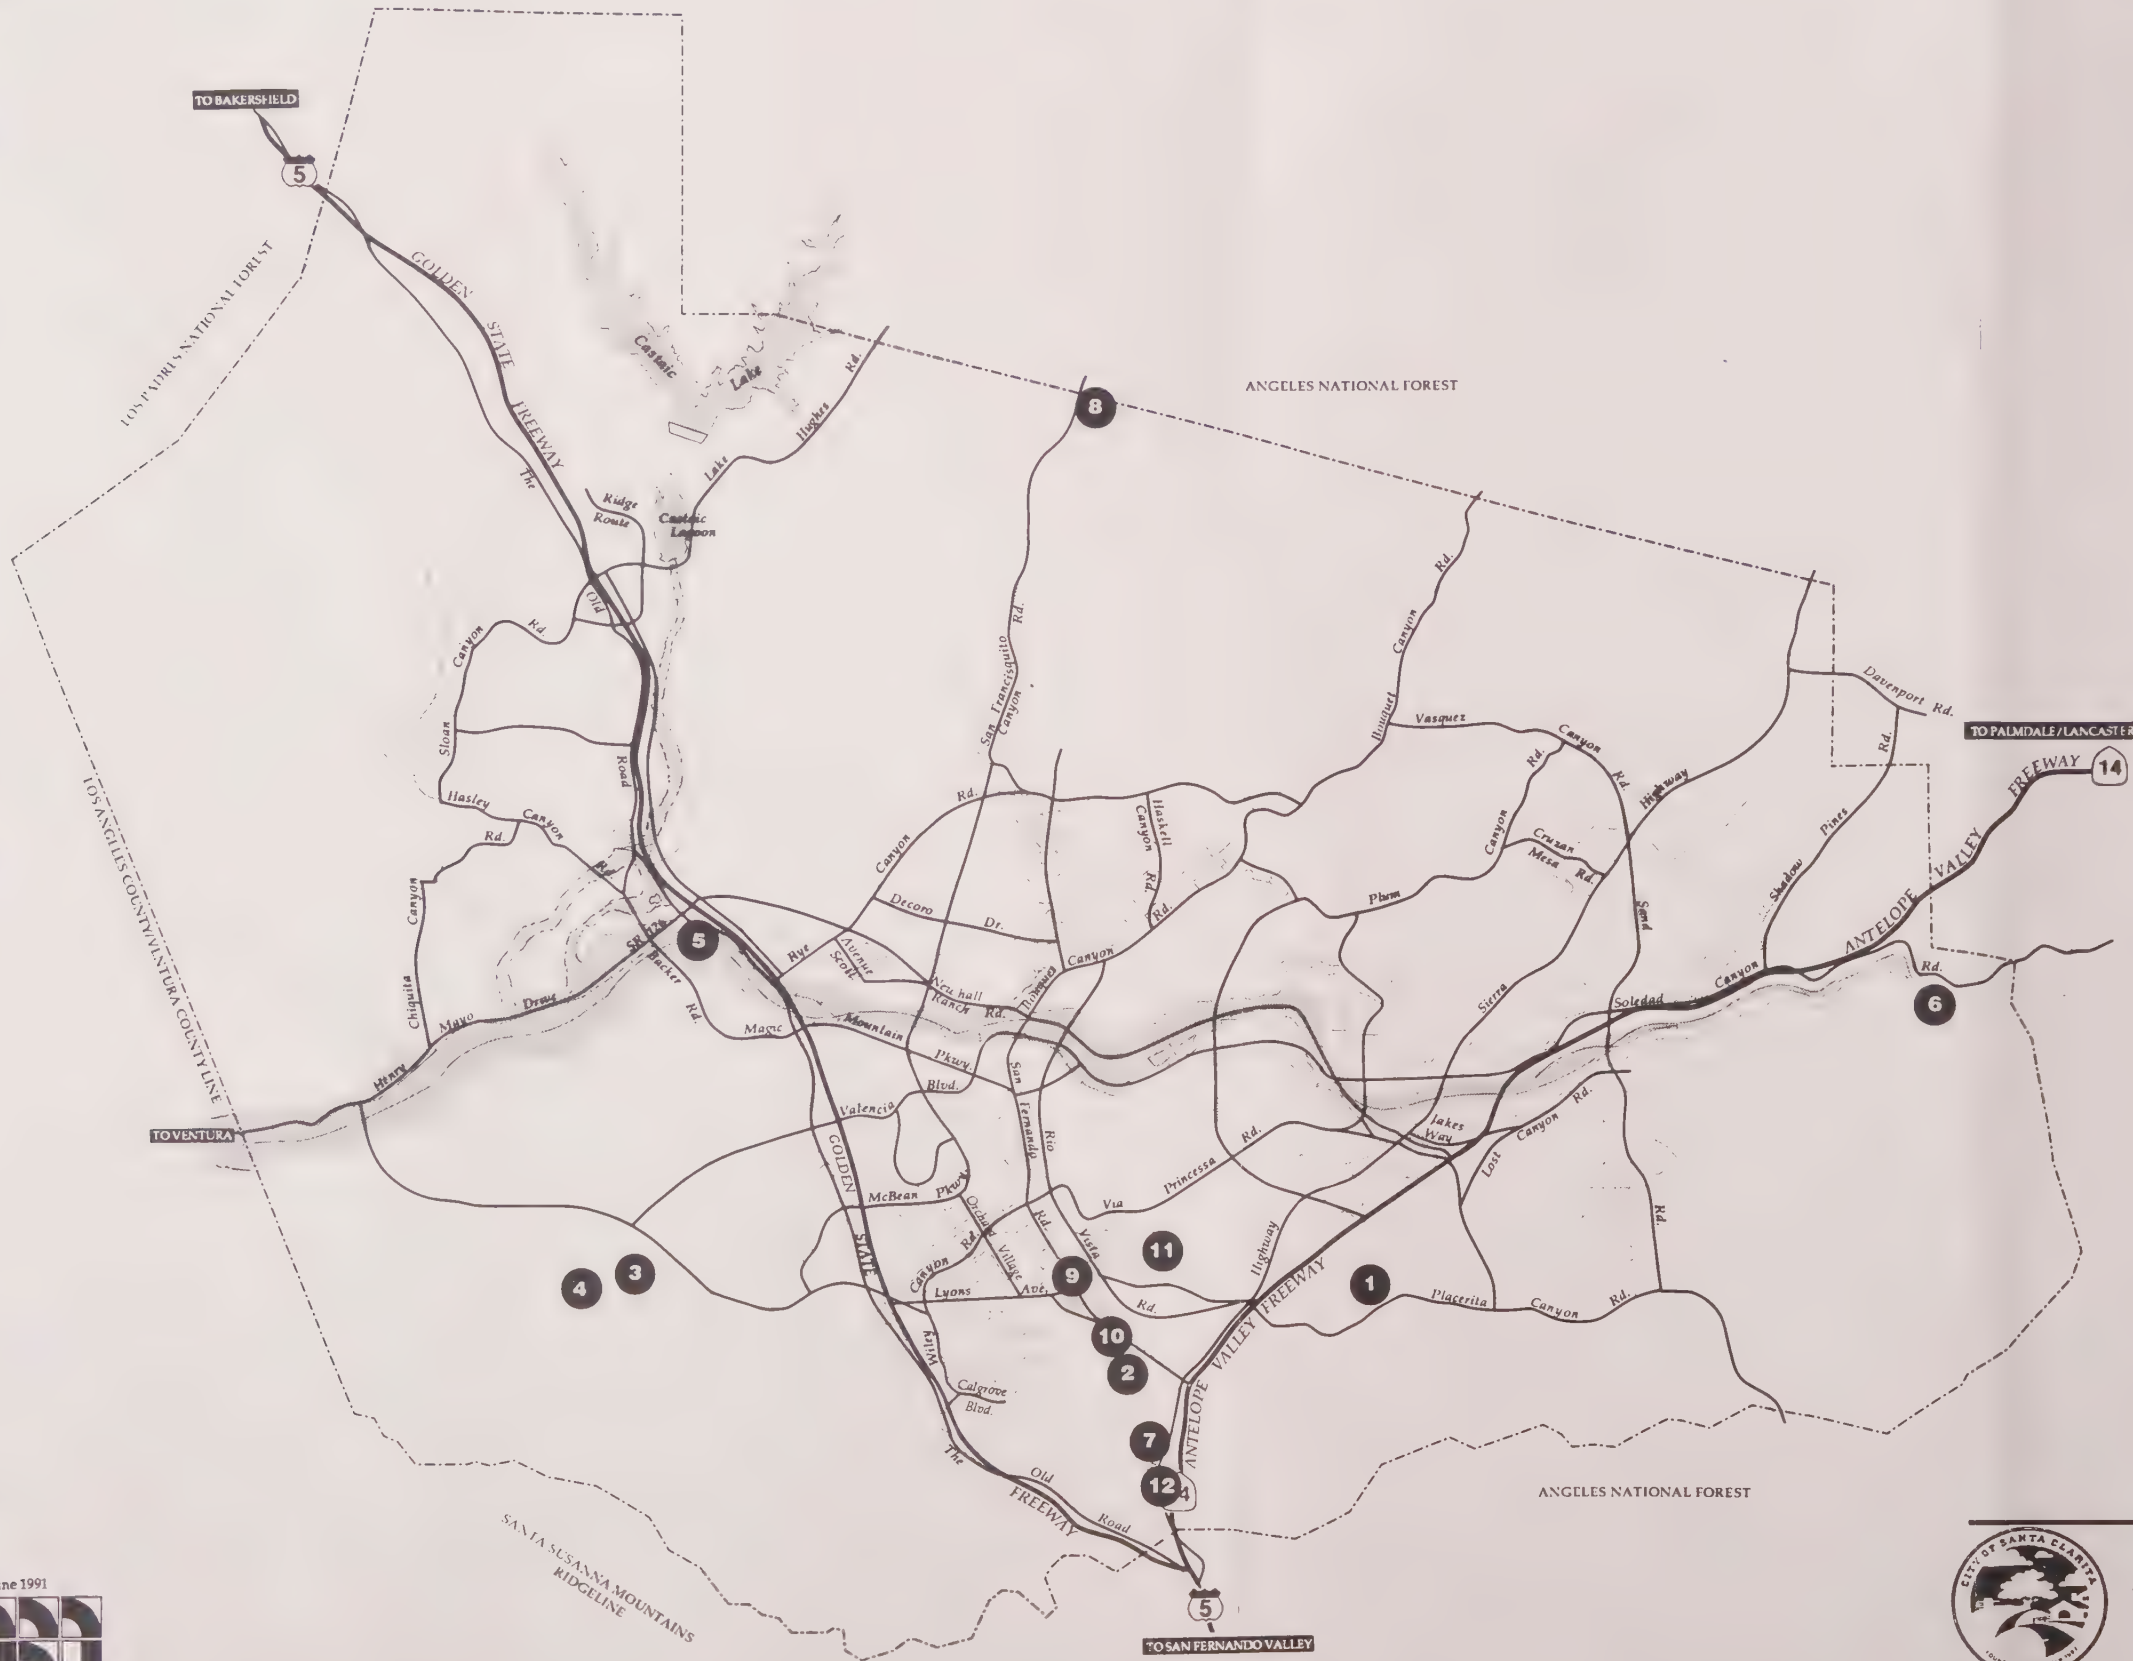 TO BAKERSFIELD
5
GOLDEN
STATE
FREEWAY
LOS PADRES NATIONAL FOREST
Castaic
Lake
Rd.
Hughes
Lake
ANGELES NATIONAL FOREST
8
The
Ridge
Route
Castaic
Lagoon
Old
Rd.
Canyon
Sloan
Road
Rd.
San Francisquito
Canyon
Rd.
Canyon
Bouquet
Vasquez
Canyon
Rd.
Davenport Rd.
TO PALMDALE/LANCASTER
FREEWAY
14
VALLEY
ANTELOPE
Hasley
Canyon
Rd.
Rd.
Canyon
Chiquita
Rd.
Canyon
Haskell
Canyon
Rd.
Rd.
Rd.
Canyon
Cruzan
Mesa
Rd.
Highway
Rd.
Pines
Shadow
Plum
Sand
Decoro
Dr.
SR 126
5
Backer
Rd.
Rye
Avenue
Scott
Newhall
Ranch
Rd.
Bouquet
Canyon
Sierra
Soledad
Canyon
Rd.
6
LOS ANGELES COUNTY/VENTURA COUNTY LINE
Henry
Mayo
Drive
Magic
Mountain
Pkwy.
Valencia
Blvd.
San
Fernando
Rd.
Rio
Vista
Rd.
Lakes
Way
Lost
Canyon
Rd.
TO VENTURA
GOLDEN
STATE
FREEWAY
McBean
Pkwy.
Orchard
Village
Via
Princessa
Rd.
Rd.
4
3
11
9
1
Canyon
Rd.
Wiley
Lyons
Ave.
Highway
FREEWAY
VALLEY
ANTELOPE
Placerita
Canyon
Rd.
10
2
Calgrove
Blvd.
7
12
4
The
Old
Road
ANGELES NATIONAL FOREST
SANTA SUSANNA MOUNTAINS
RIDGELINE
5
TO SAN FERNANDO VALLEY
ne 1991
CITY OF SANTA CLARITA